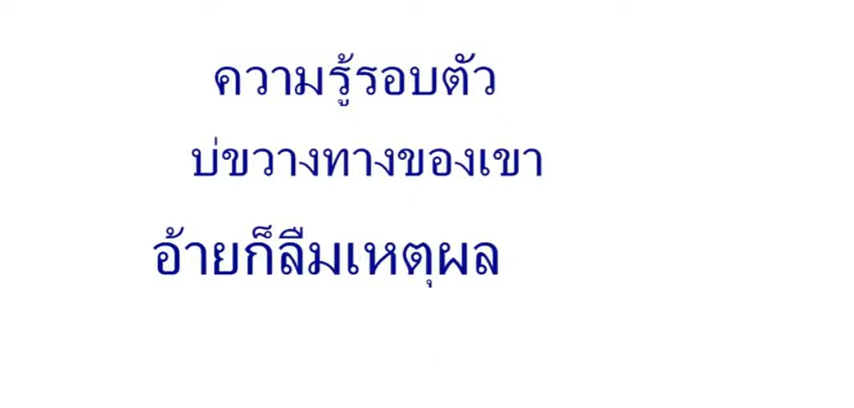 ความรู้รอบตัว
บ่ขวางทางของเขา
อ้ายก็ลืมเหตุผล